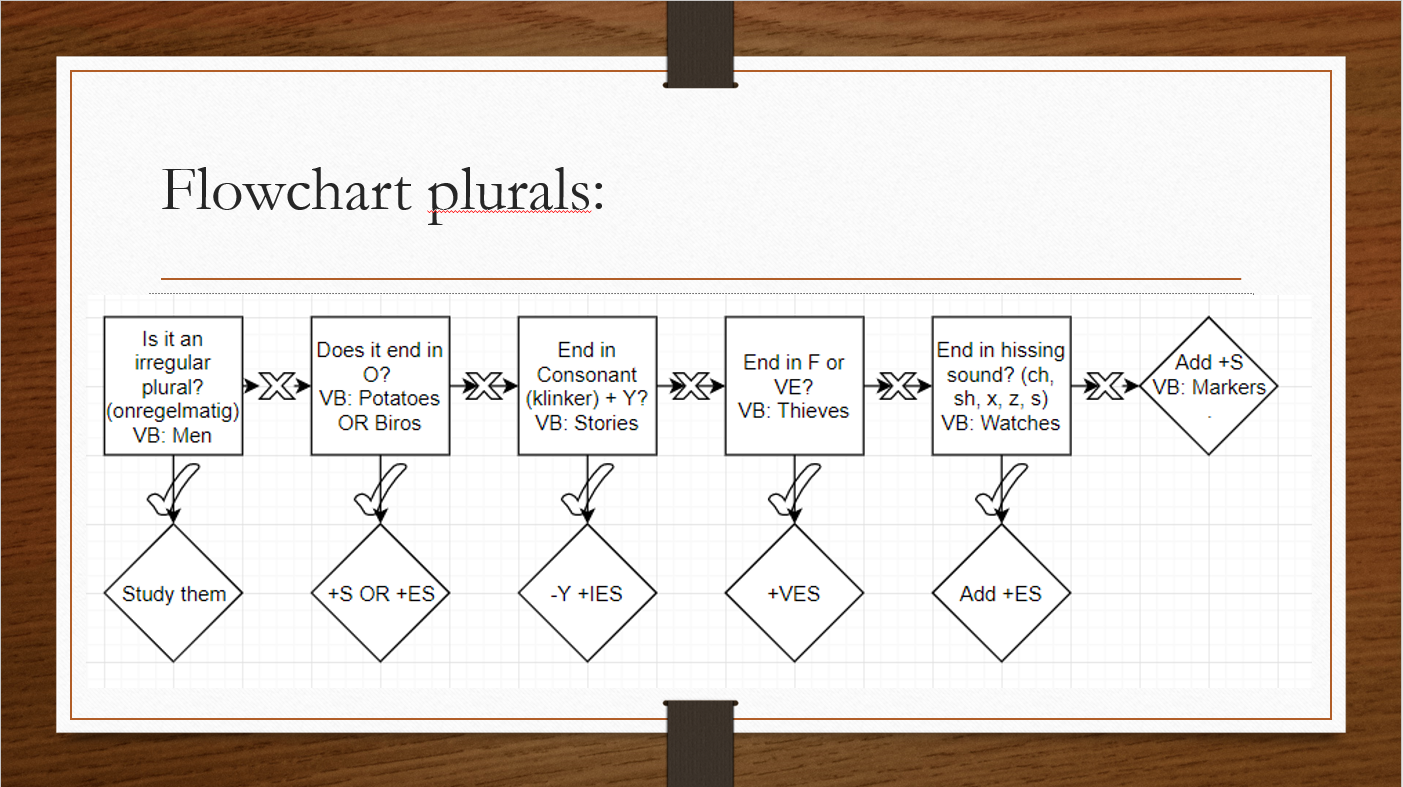 Flowchart plurals:
Is it an
irregular
plural?
(onregelmatig)
VB: Men
Does it end in
O?
VB: Potatoes
OR Biros
End in
Consonant
(klinker) + Y?
VB: Stories
End in F or
VE?
VB: Thieves
End in hissing
sound? (ch,
sh, x, z, s)
VB: Watches
Add +S
VB: Markers
.
Study them
+S OR +ES
-Y +IES
+VES
Add +ES